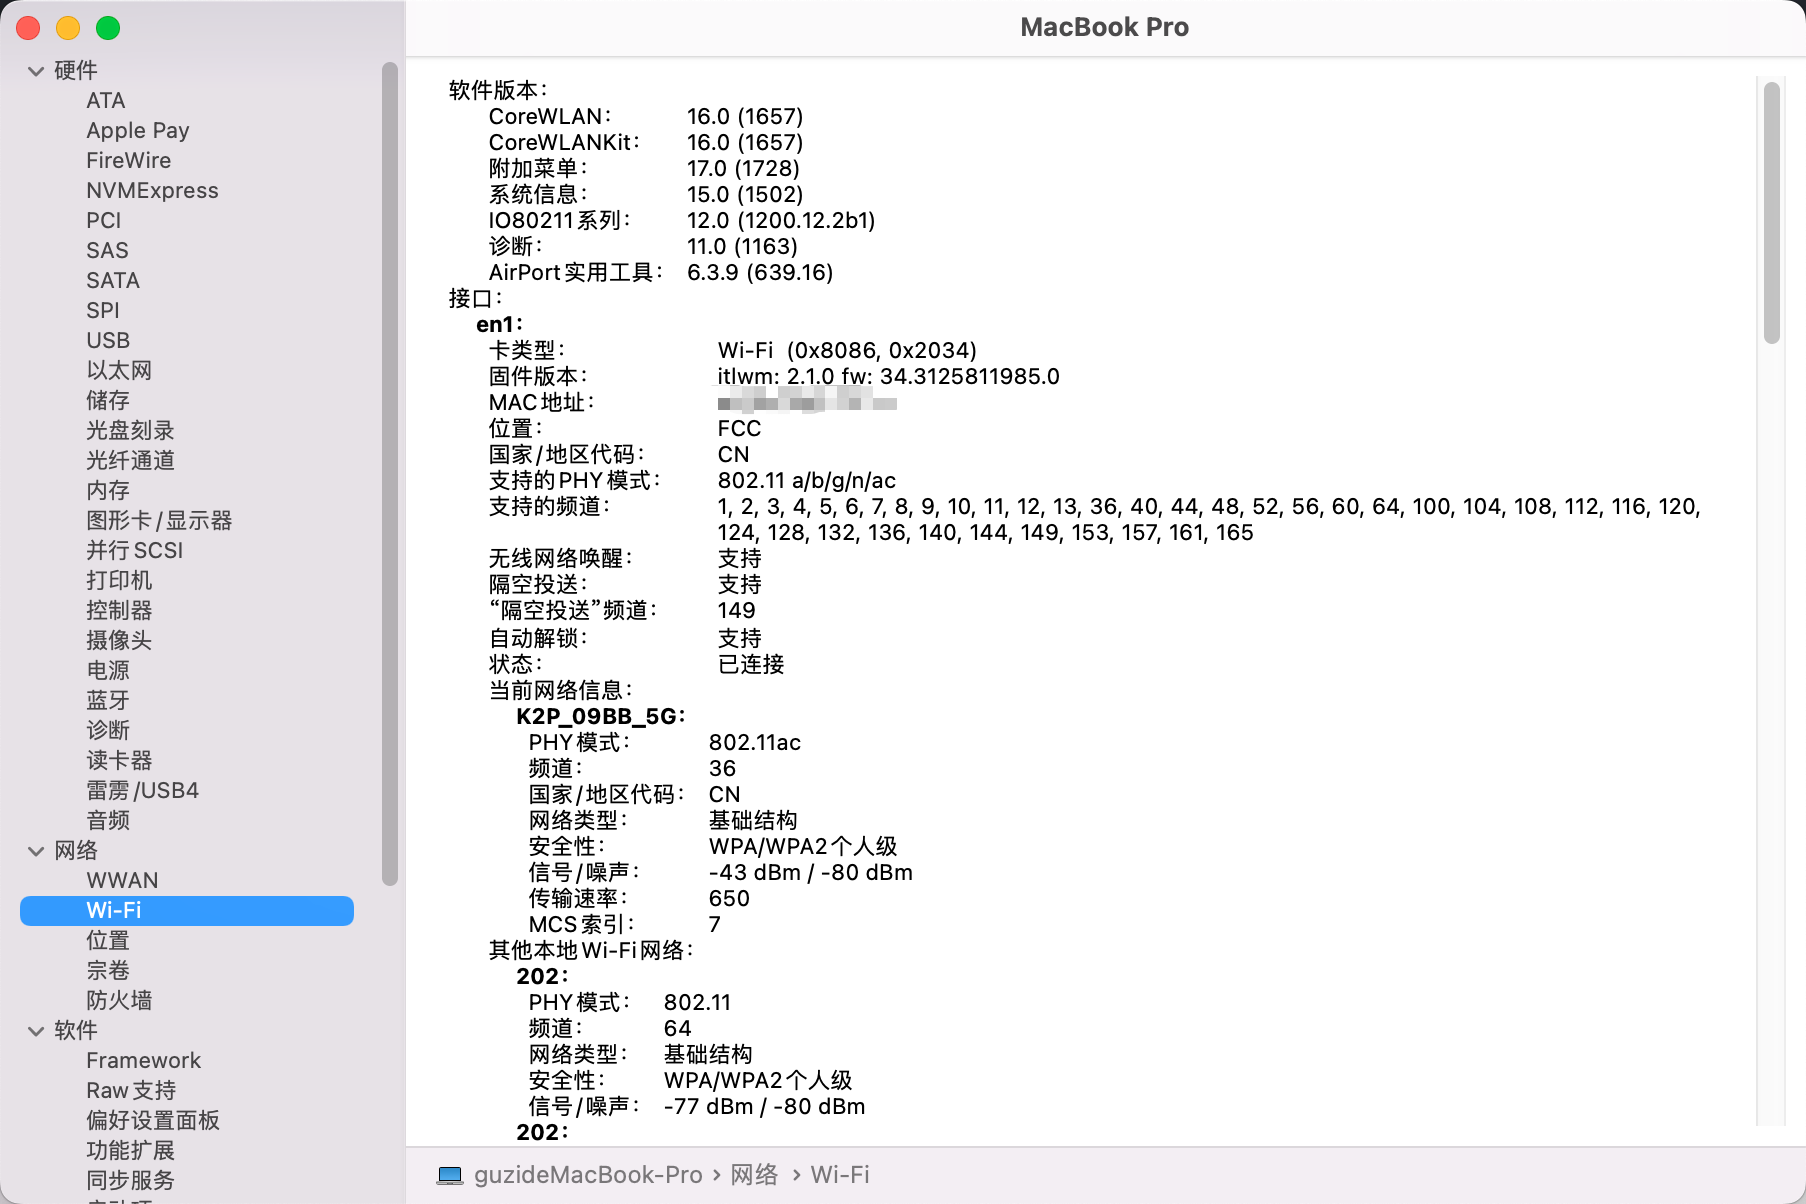 MacBook Pro
硬件
ATA
Apple Pay
FireWire
NVMExpress
PCI
SAS
SATA
SPI
USB
以太网
储存
光盘刻录
光纤通道
内存
图形卡/显示器
并行SCSI
打印机
控制器
摄像头
电源
蓝牙
诊断
读卡器
雷雳/USB4
音频
网络
WWAN
Wi-Fi
位置
宗卷
防火墙
软件
Framework
Raw支持
偏好设置面板
功能扩展
同步服务
软件版本：
CoreWLAN： 16.0 (1657)
CoreWLANKit： 16.0 (1657)
附加菜单： 17.0 (1728)
系统信息： 15.0 (1502)
IO80211系列： 12.0 (1200.12.2b1)
诊断： 11.0 (1163)
AirPort实用工具： 6.3.9 (639.16)
接口：
en1：
卡类型： Wi-Fi (0x8086, 0x2034)
固件版本： itlwm: 2.1.0 fw: 34.3125811985.0
MAC地址：
位置： FCC
国家/地区代码： CN
支持的PHY模式： 802.11 a/b/g/n/ac
支持的频道： 1, 2, 3, 4, 5, 6, 7, 8, 9, 10, 11, 12, 13, 36, 40, 44, 48, 52, 56, 60, 64, 100, 104, 108, 112, 116, 120,
124, 128, 132, 136, 140, 144, 149, 153, 157, 161, 165
无线网络唤醒： 支持
隔空投送： 支持
“隔空投送”频道： 149
自动解锁： 支持
状态： 已连接
当前网络信息：
K2P_09BB_5G：
PHY模式： 802.11ac
频道： 36
国家/地区代码： CN
网络类型： 基础结构
安全性： WPA/WPA2个人级
信号/噪声： -43 dBm / -80 dBm
传输速率： 650
MCS索引： 7
其他本地Wi-Fi网络：
202：
PHY模式： 802.11
频道： 64
网络类型： 基础结构
安全性： WPA/WPA2个人级
信号/噪声： -77 dBm / -80 dBm
202：
guzideMacBook-Pro › 网络 › Wi-Fi